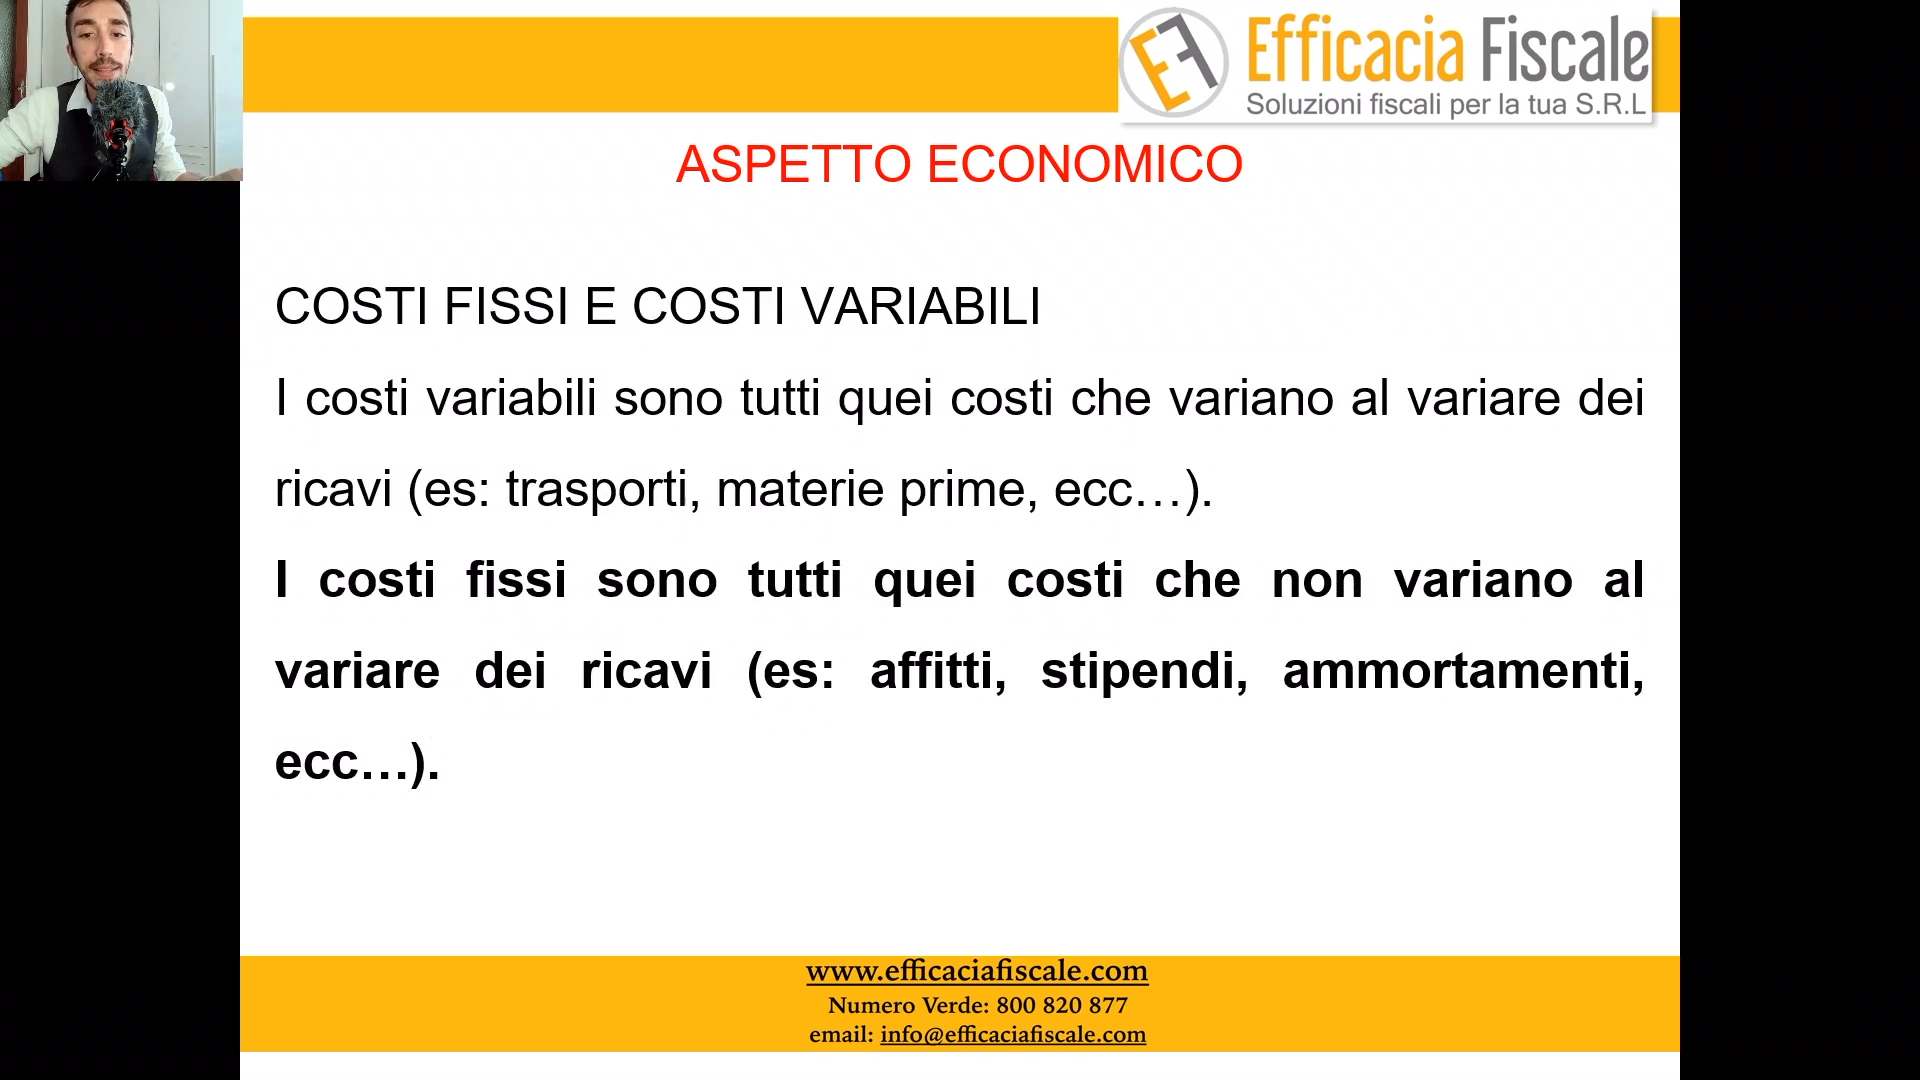 EF
Efficacia Fiscale
Soluzioni fiscali per la tua S.R.L
ASPETTO ECONOMICO
COSTI FISSI E COSTI VARIABILI
I costi variabili sono tutti quei costi che variano al variare dei
ricavi (es: trasporti, materie prime, ecc…).
I costi fissi sono tutti quei costi che non variano al
variare dei ricavi (es: affitti, stipendi, ammortamenti,
ecc…).
www.efficaciafiscale.com
Numero Verde: 800 820 877
email: info@efficaciafiscale.com